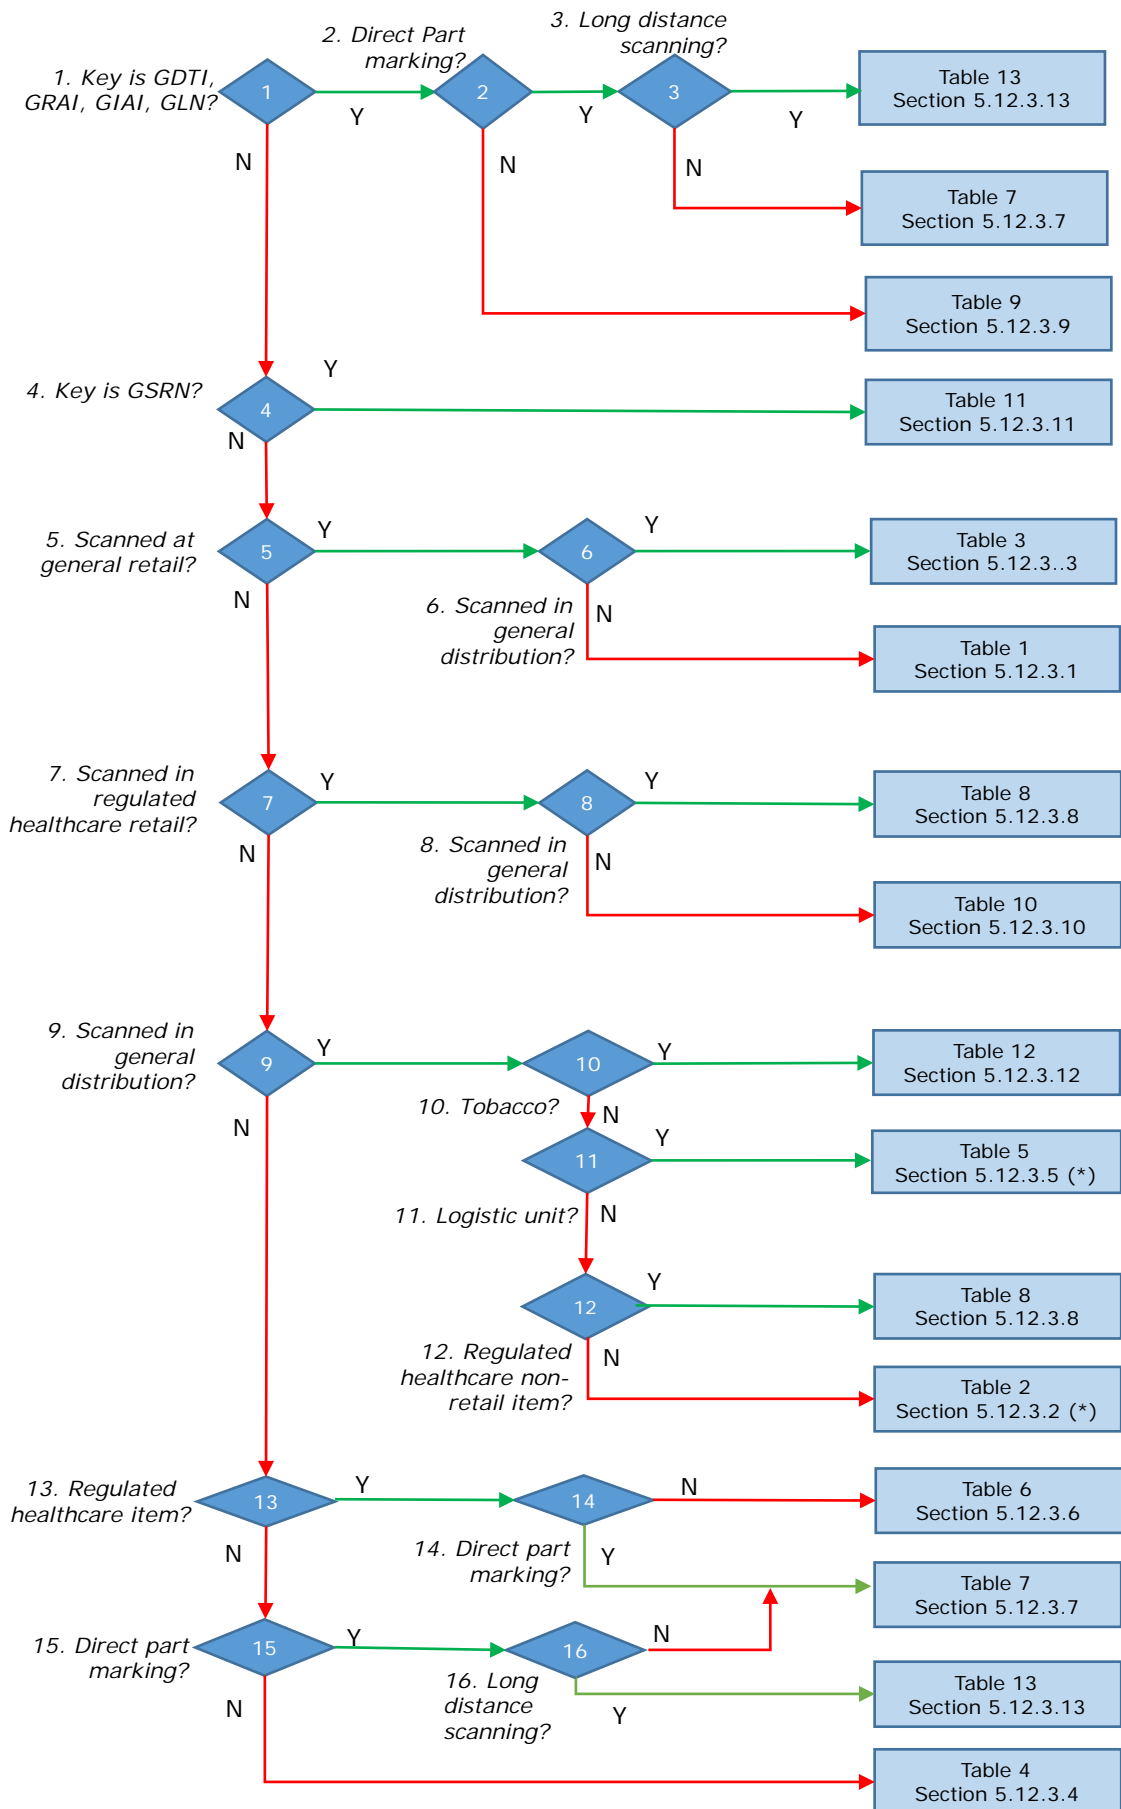 3. Long distance
scanning?
2. Direct Part
marking?
1. Key is GDTI,
GRAI, GIAI, GLN?
1
Y
2
Y
3
Y
Table 13
Section 5.12.3.13
N
N
N
Table 7
Section 5.12.3.7
Table 9
Section 5.12.3.9
4. Key is GSRN?
4
Y
N
Table 11
Section 5.12.3.11
5. Scanned at
general retail?
5
Y
6
Y
Table 3
Section 5.12.3..3
N
6. Scanned in
general
distribution?
N
Table 1
Section 5.12.3.1
7. Scanned in
regulated
healthcare retail?
7
Y
8
Y
Table 8
Section 5.12.3.8
N
8. Scanned in
general
distribution?
N
Table 10
Section 5.12.3.10
9. Scanned in
general
distribution?
9
Y
10
Y
Table 12
Section 5.12.3.12
N
10. Tobacco?
N
11
Y
Table 5
Section 5.12.3.5 (*)
11. Logistic unit?
N
12
Y
Table 8
Section 5.12.3.8
12. Regulated
healthcare non-
retail item?
N
Table 2
Section 5.12.3.2 (*)
13. Regulated
healthcare item?
13
Y
14
N
Table 6
Section 5.12.3.6
N
14. Direct part
marking?
Y
Table 7
Section 5.12.3.7
15. Direct part
marking?
15
Y
16
N
N
16. Long
distance
scanning?
Y
Table 13
Section 5.12.3.13
Table 4
Section 5.12.3.4